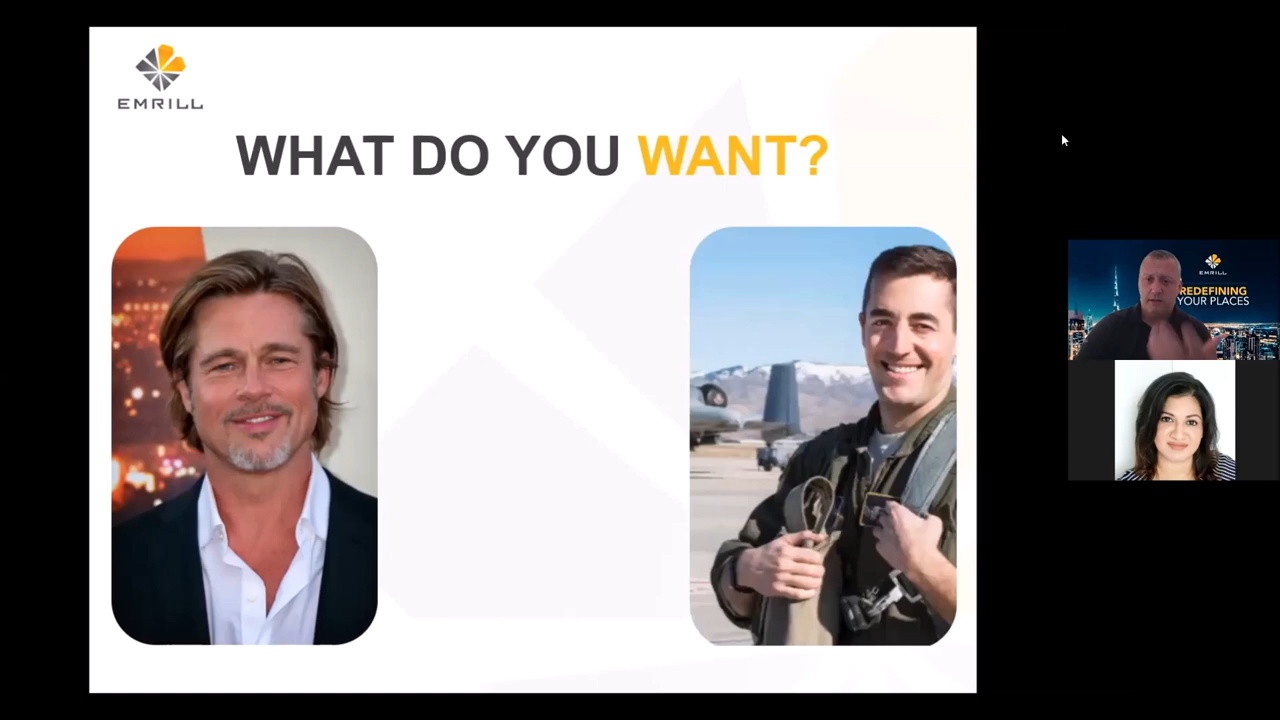 EMRILL
WHAT DO YOU WANT?
EMRILL
REDEFINING
YOUR PLACES